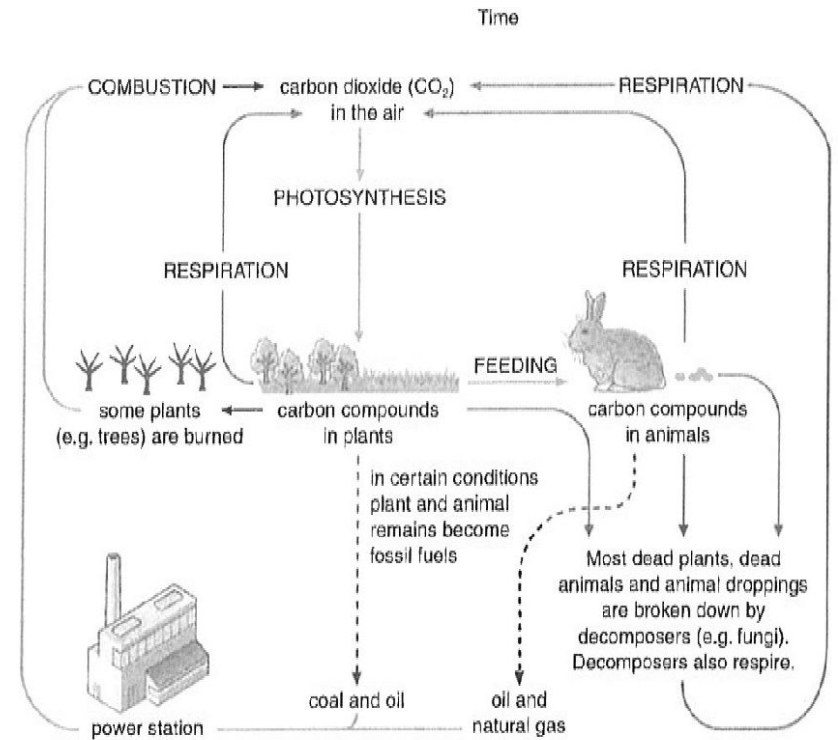 Time
COMBUSTION
carbon dioxide (CO₂)
in the air
RESPIRATION
PHOTOSYNTHESIS
RESPIRATION
RESPIRATION
FEEDING
some plants
(e.g. trees) are burned
carbon compounds
in plants
carbon compounds
in animals
in certain conditions
plant and animal
remains become
fossil fuels
Most dead plants, dead
animals and animal droppings
are broken down by
decomposers (e.g. fungi).
Decomposers also respire.
coal and oil
oil and
natural gas
power station